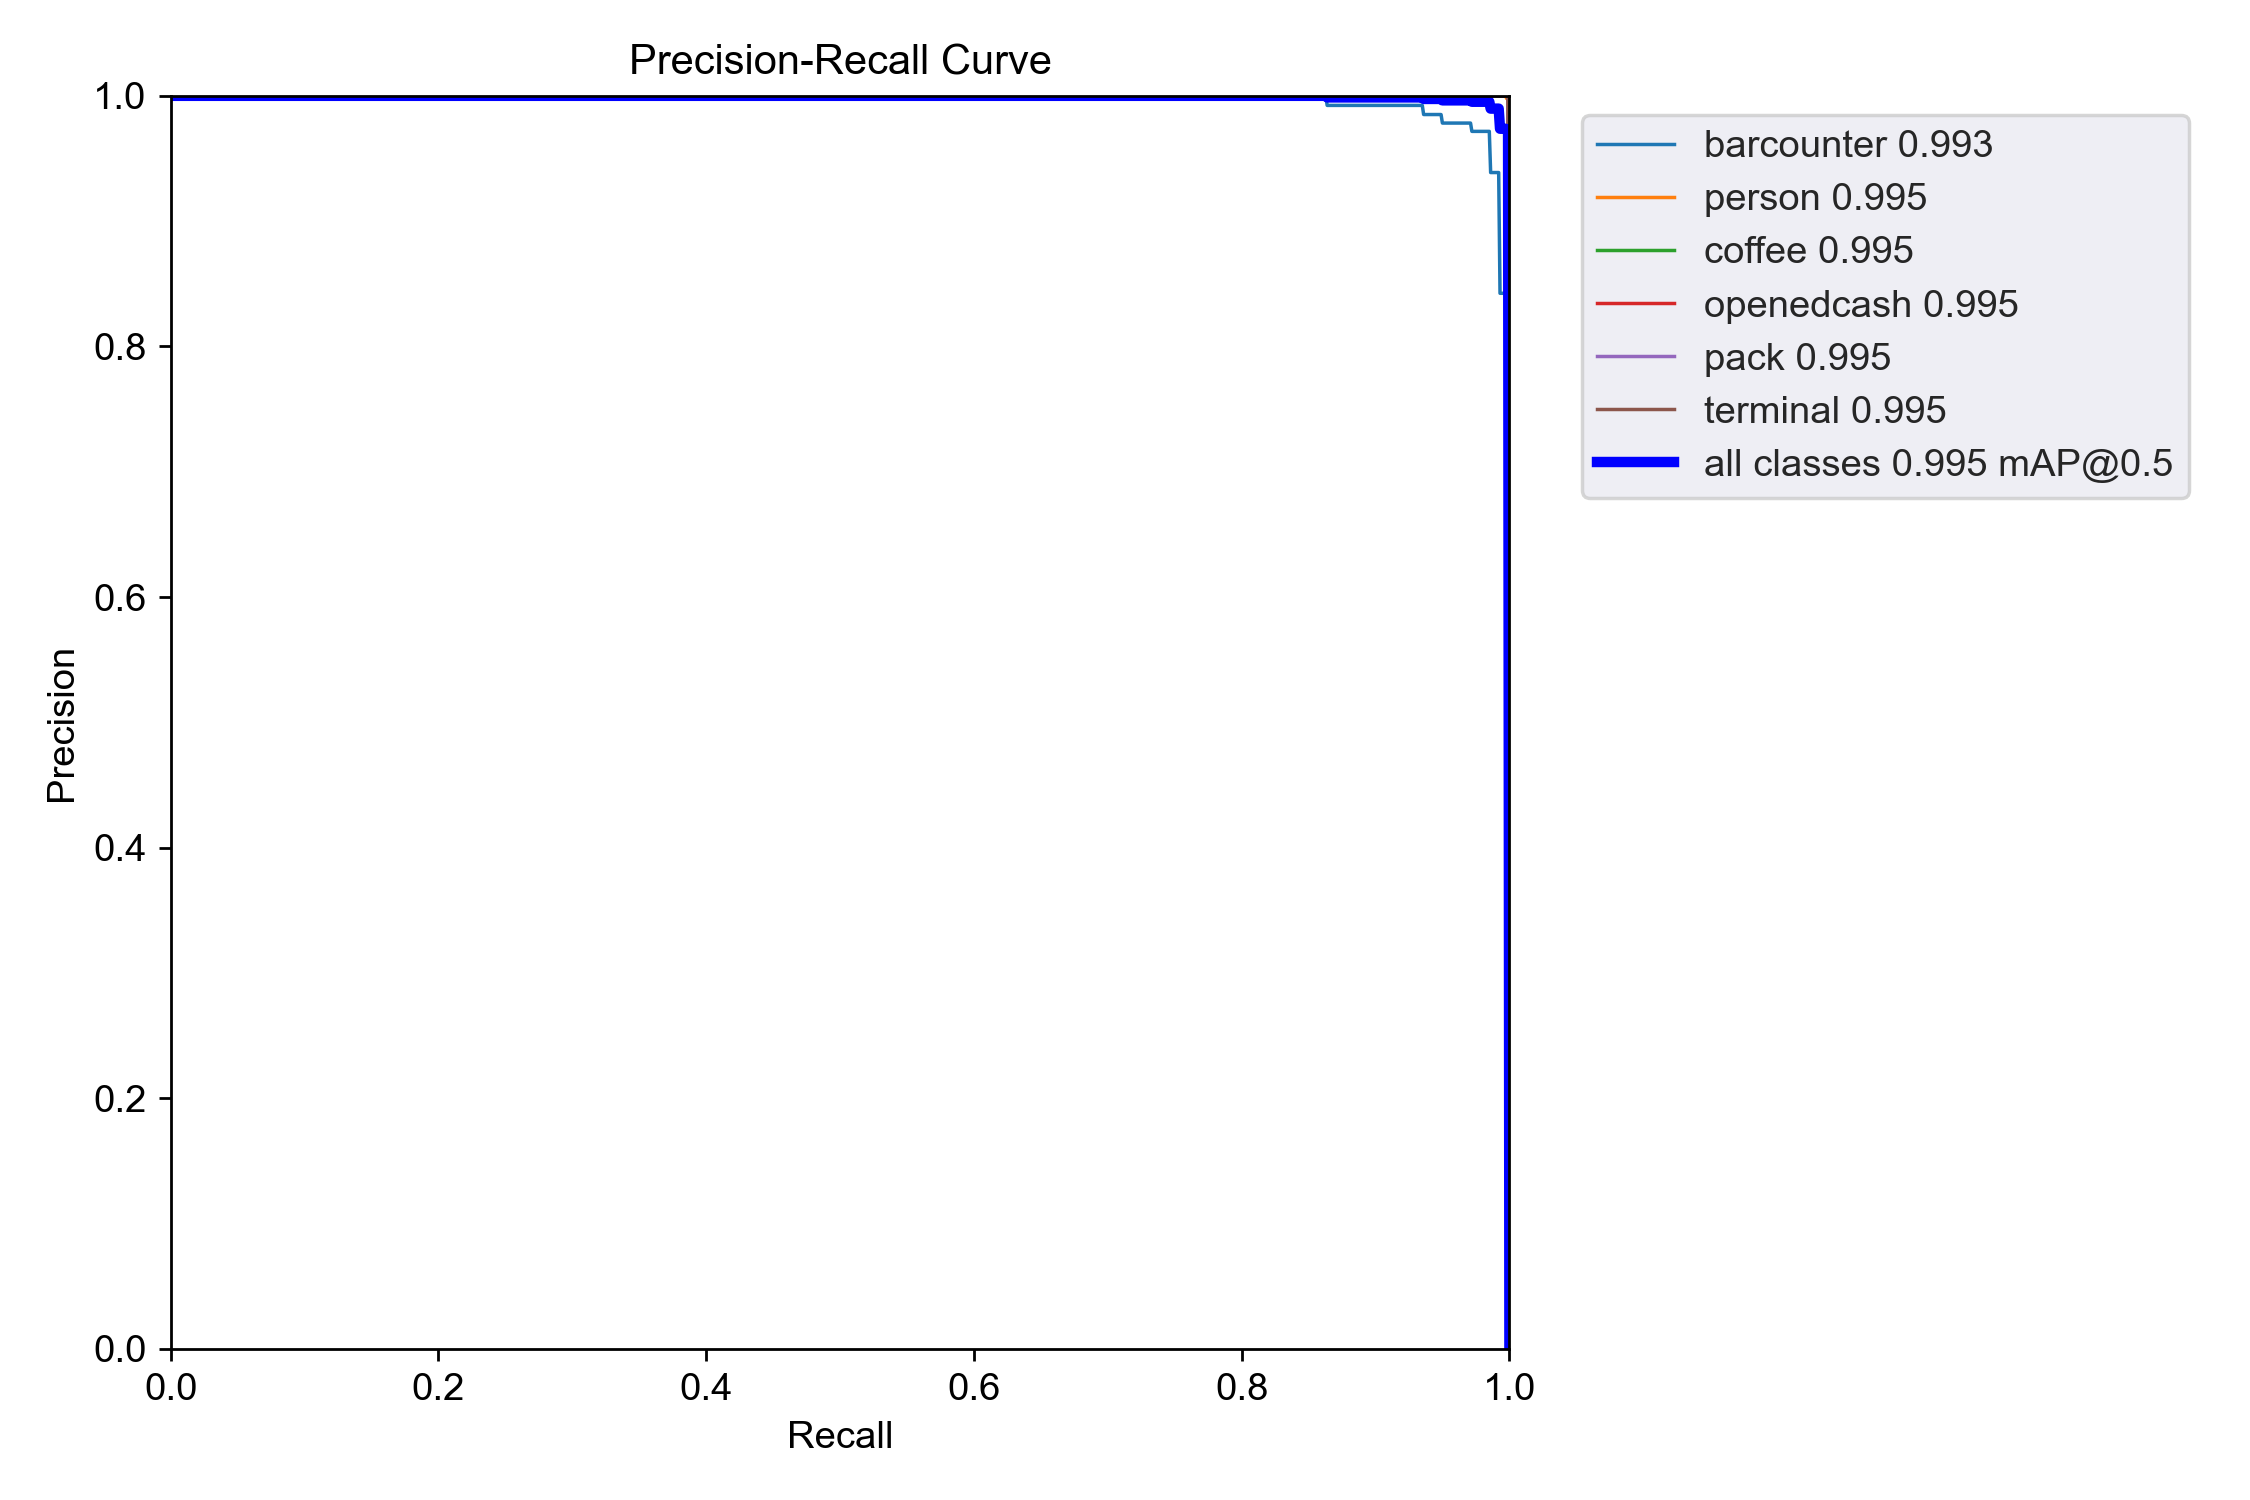 Precision-Recall Curve
1.0
0.8
0.6
0.4
0.2
0.0
Precision
0.0 0.2 0.4 0.6 0.8 1.0
Recall
barcounter 0.993
person 0.995
coffee 0.995
openedcash 0.995
pack 0.995
terminal 0.995
all classes 0.995 mAP@0.5